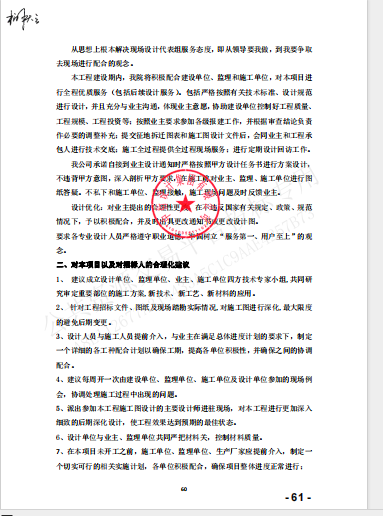 从思想上根本解决现场设计代表组服务态度，即从领导要我做，到我要争取
去现场进行配合的观念。
本工程建设期内，我院将积极配合建设单位、监理和施工单位，对本项目进
行全程优质服务（包括后续设计服务）。包括严格按照有关技术标准、设计规范
进行设计，并且充分与业主沟通，体现业主意愿，协助建设单位控制好工程质量、
工程规模、工程投资等；按照业主要求参加各级报建工作，并根据审查结论负责
作必要的调整补充；提交征地拆迁图表和施工图设计文件后，会同业主和工程承
包人进行技术交底；施工全过程提供全过程现场服务；进行定期设计回访工作。
我公司承诺自接到业主设计通知时严格按照甲方设计任务书进行方案设计，
不违背甲方意图，深入剖析甲方要求，在施工前对业主、监理、施工单位进行图
纸答疑。不私下和施工单位、监理接触，施工现场问题及时反馈业主。
设计优化：对业主提出的合理性更改，在不违反国家有关规定、政策、规范
情况下，予以积极配合，并及时出具更改通知书或更改设计图。
要求各专业设计人员严格遵守职业道德，牢固树立“服务第一、用户至上”的观
念。
二、对本项目以及对招标人的合理化建议
1、 建议成立设计单位、监理单位、业主、施工单位四方技术专家小组，共同研
究审定重要部位的施工方案，新技术、新工艺、新材料的应用。
2、 针对工程招标文件、图纸及现场踏勘实际情况，对施工图进行深化，最大限度
的避免后期变更。
3、设计人员与施工人员提前介入，与业主在满足总体进度计划的要求下，制定
一个详细的各工种配合计划以确保工期，提高各单位积极性，并确保之间的协调
配合。
4、建议每周开一次由建设单位、监理单位、施工单位及设计单位参加的现场例
会，协调处理施工过程中出现的问题。
5、派出参加本工程施工图设计的主要设计师进驻现场，对本工程进行更加深入
细致的后期深化设计，使工程效果达到预期的最佳状态。
6、设计单位与业主、监理单位共同严把材料关，控制材料质量。
7、在本项目未开工之前，施工单位、监理单位、生产厂家应提前介入，制定一
个切实可行的相关实施计划，各单位积极配合，确保项目整体进度正常进行；
60
-61-